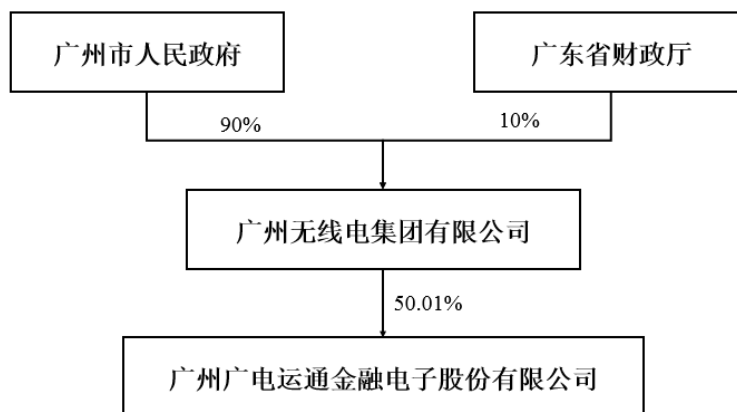 广州市人民政府
广东省财政厅
90%
10%
广州无线电集团有限公司
50.01%
广州广电运通金融电子股份有限公司